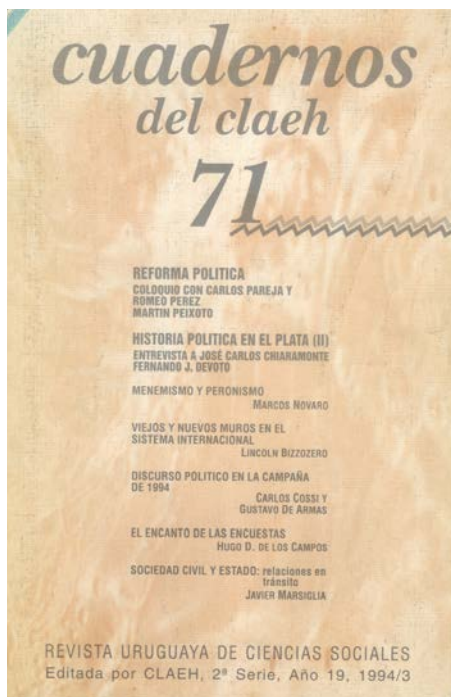 cuadernos
del claeh
71
REFORMA POLITICA
COLOQUIO CON CARLOS PAREJA Y
ROMEO PEREZ
MARTIN PEIXOTO
HISTORIA POLITICA EN EL PLATA (II)
ENTREVISTA A JOSÉ CARLOS CHIARAMONTE
FERNANDO J. DEVOTO
MENEMISMO Y PERONISMO
MARCOS NOVARO
VIEJOS Y NUEVOS MUROS EN EL
SISTEMA INTERNACIONAL
LINCOLN BIZZOZERO
DISCURSO POLITICO EN LA CAMPAÑA
DE 1994
CARLOS COSSI Y
GUSTAVO DE ARMAS
EL ENCANTO DE LAS ENCUESTAS
HUGO D. DE LOS CAMPOS
SOCIEDAD CIVIL Y ESTADO: relaciones en
tránsito
JAVIER MARSIGLIA
REVISTA URUGUAYA DE CIENCIAS SOCIALES
Editada por CLAEH, 2ª Serie, Año 19, 1994/3